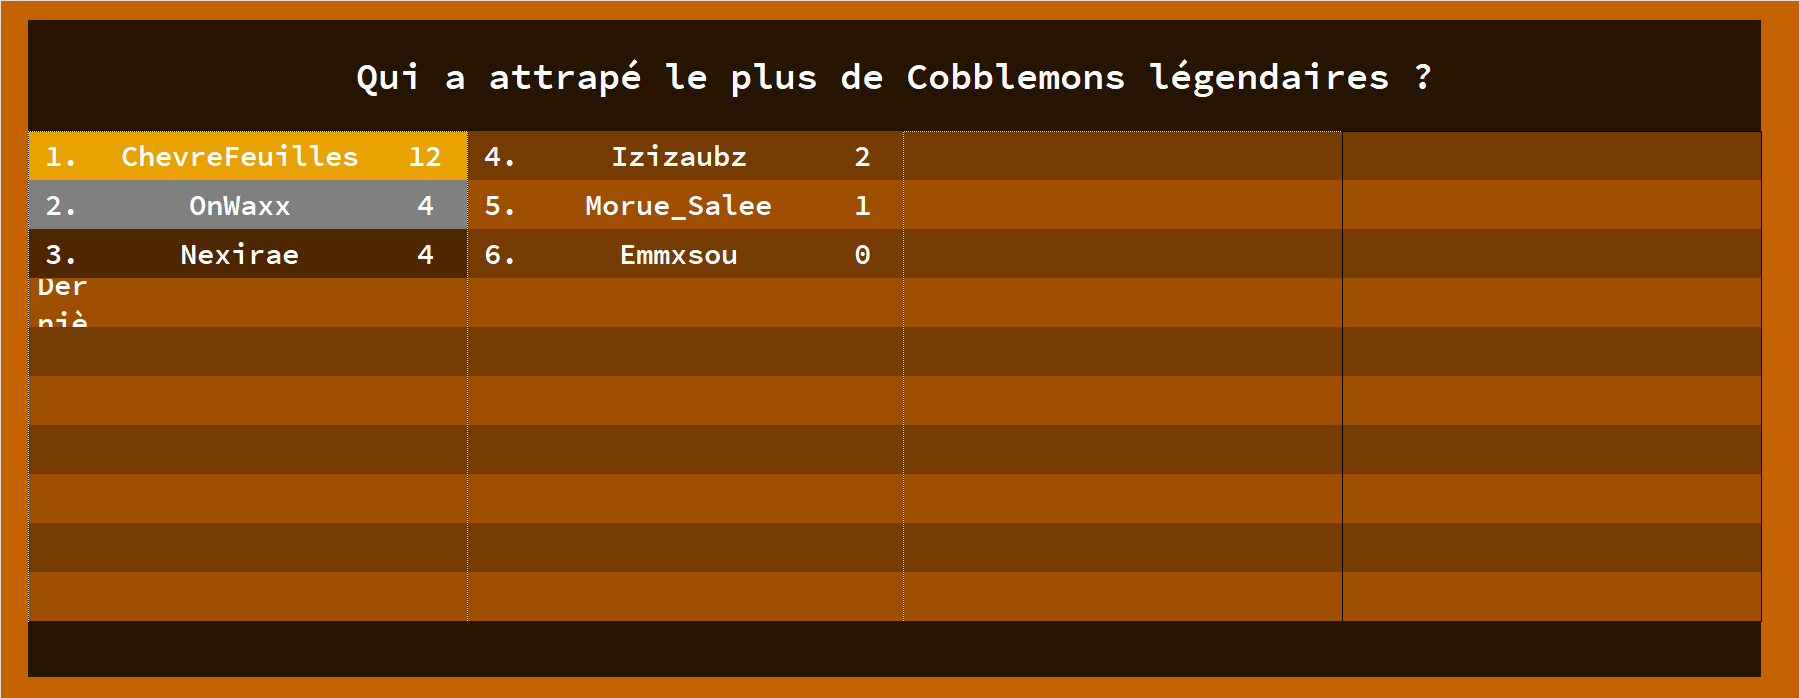 Qui a attrapé le plus de Cobblemons légendaires ?
1. ChevreFeuilles 12
2. OnWaxx 4
3. Nexirae 4
Der
niè
4. Izizaubz 2
5. Morue_Salee 1
6. Emmxsou 0